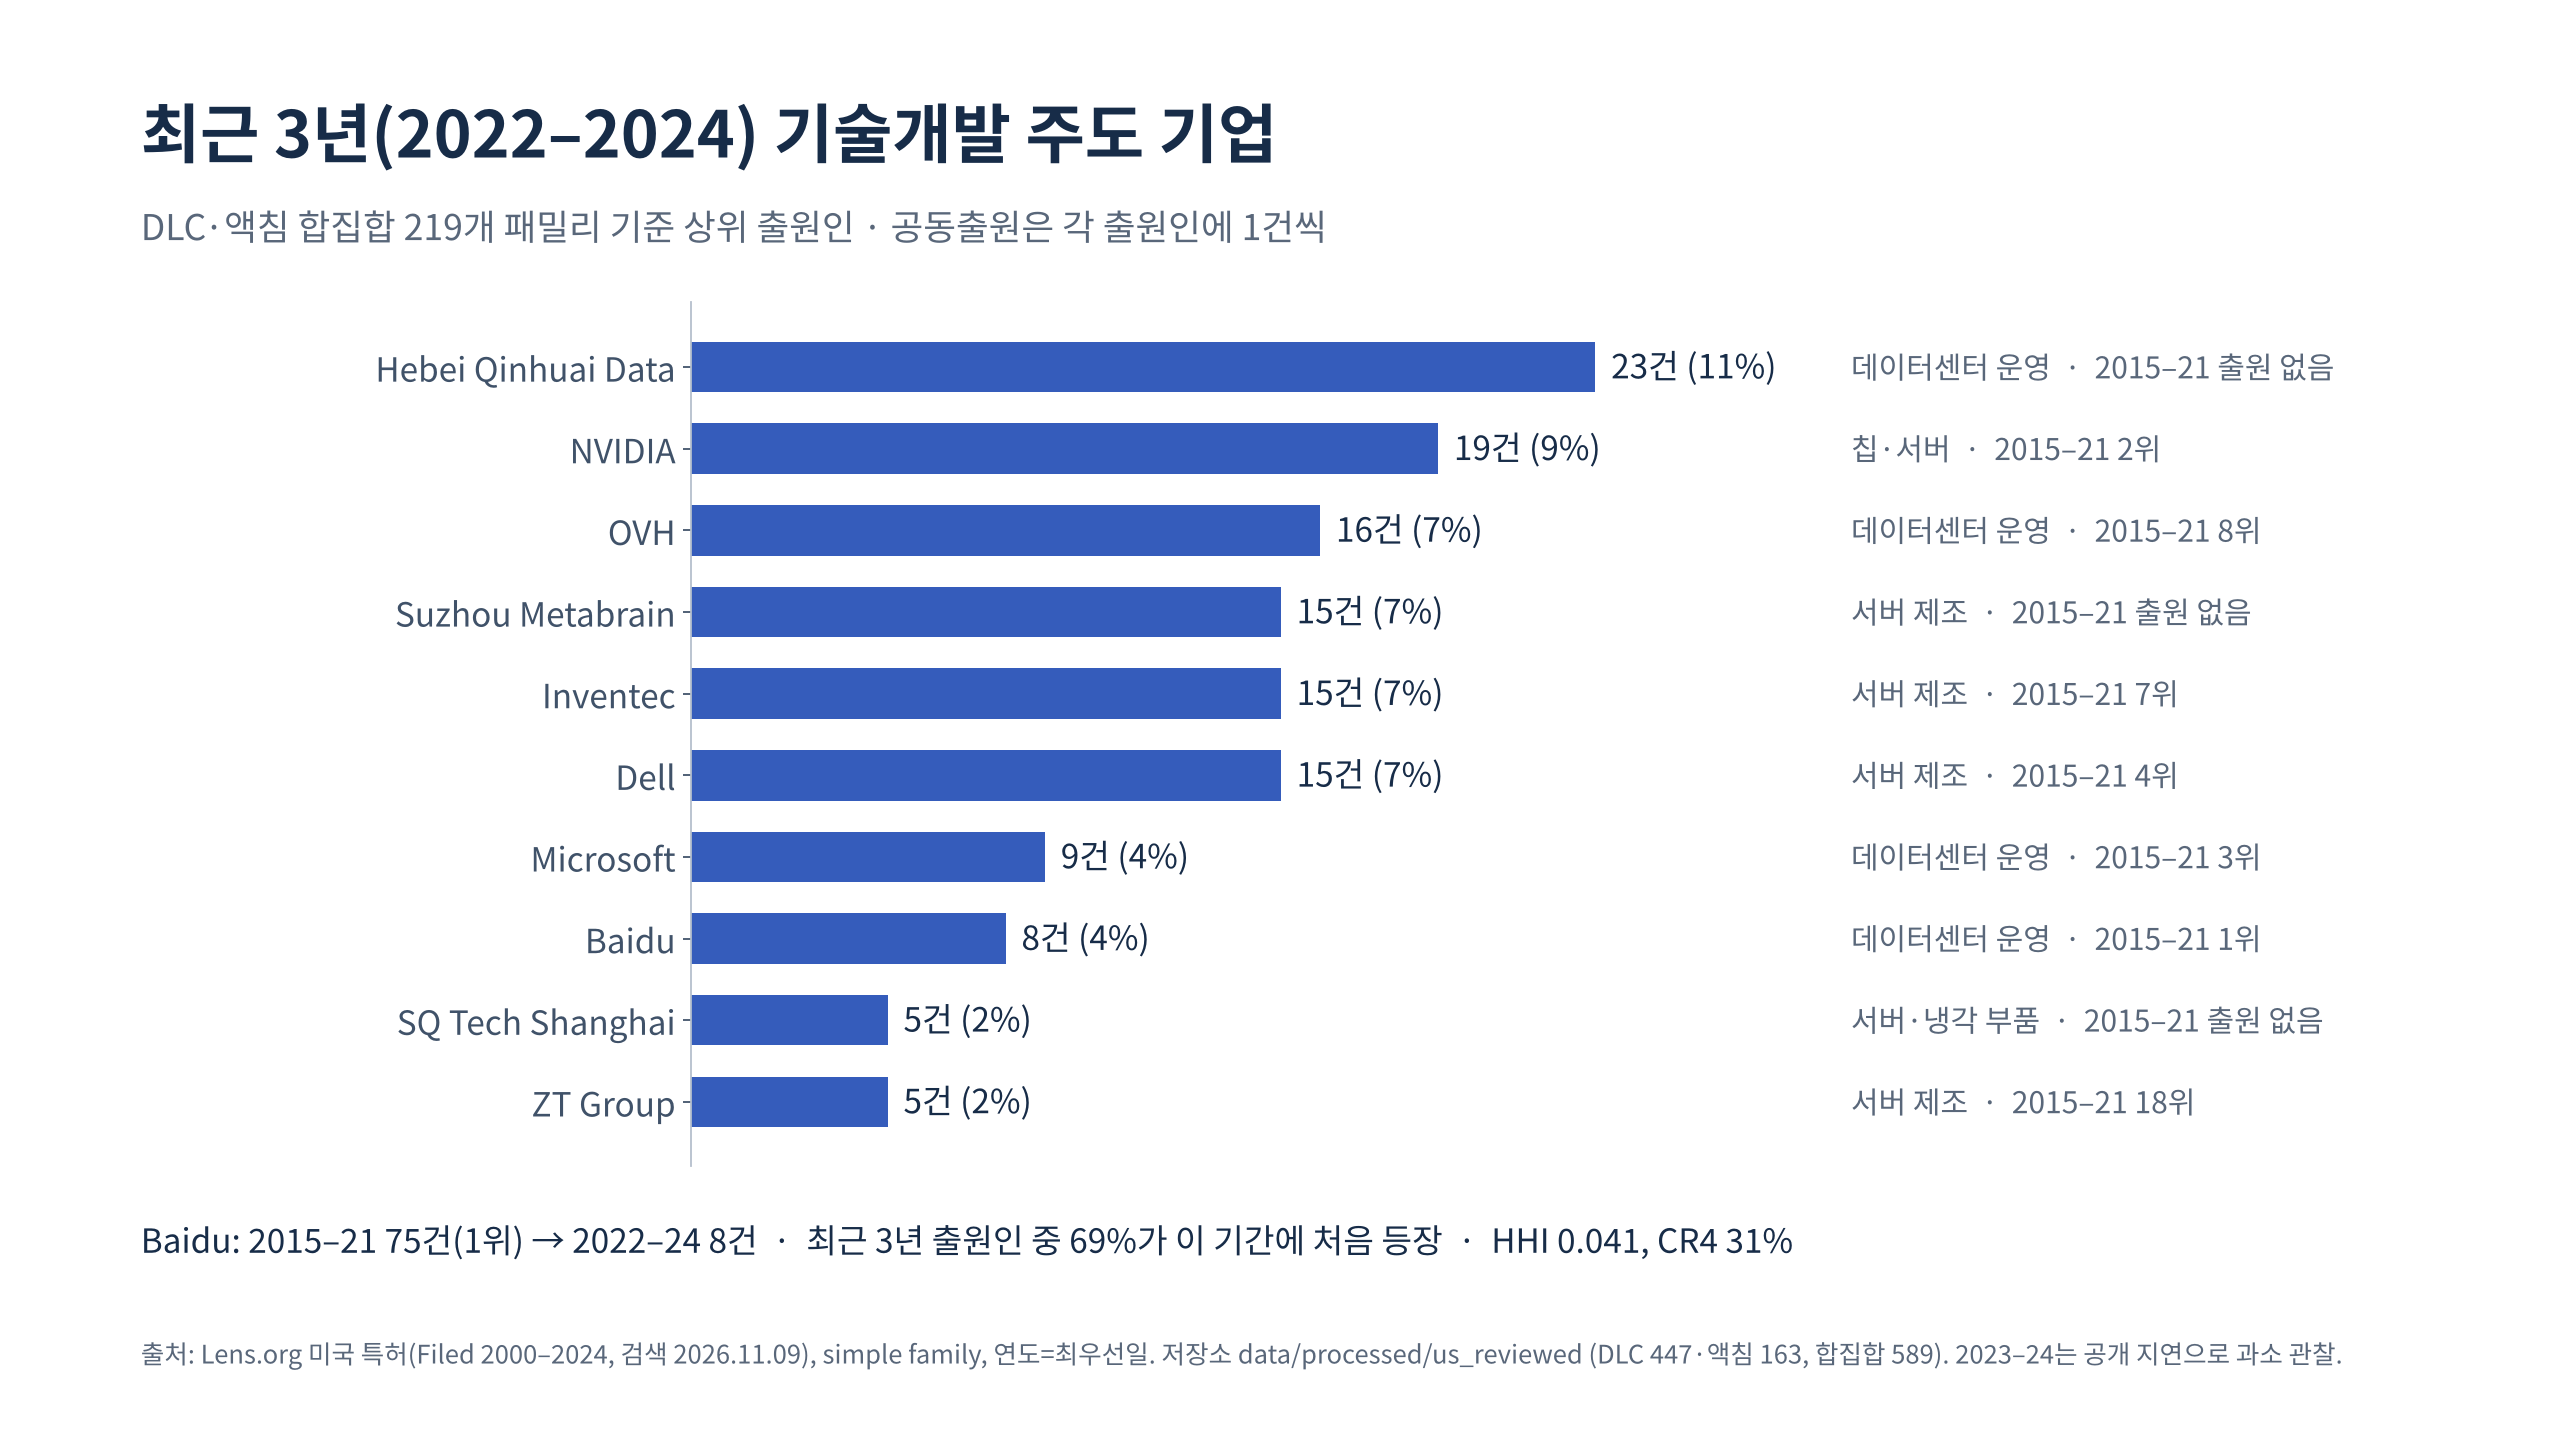 최근 3년(2022–2024) 기술개발 주도 기업
DLC·액침 합집합 219개 패밀리 기준 상위 출원인 · 공동출원은 각 출원인에 1건씩
Hebei Qinhuai Data 23건 (11%) 데이터센터 운영 · 2015–21 출원 없음
NVIDIA 19건 (9%) 칩·서버 · 2015–21 2위
OVH 16건 (7%) 데이터센터 운영 · 2015–21 8위
Suzhou Metabrain 15건 (7%) 서버 제조 · 2015–21 출원 없음
Inventec 15건 (7%) 서버 제조 · 2015–21 7위
Dell 15건 (7%) 서버 제조 · 2015–21 4위
Microsoft 9건 (4%) 데이터센터 운영 · 2015–21 3위
Baidu 8건 (4%) 데이터센터 운영 · 2015–21 1위
SQ Tech Shanghai 5건 (2%) 서버·냉각 부품 · 2015–21 출원 없음
ZT Group 5건 (2%) 서버 제조 · 2015–21 18위
Baidu: 2015–21 75건(1위) → 2022–24 8건 · 최근 3년 출원인 중 69%가 이 기간에 처음 등장 · HHI 0.041, CR4 31%
출처: Lens.org 미국 특허(Filed 2000–2024, 검색 2026.11.09), simple family, 연도=최우선일. 저장소 data/processed/us_reviewed (DLC 447·액침 163, 합집합 589). 2023–24는 공개 지연으로 과소 관찰.